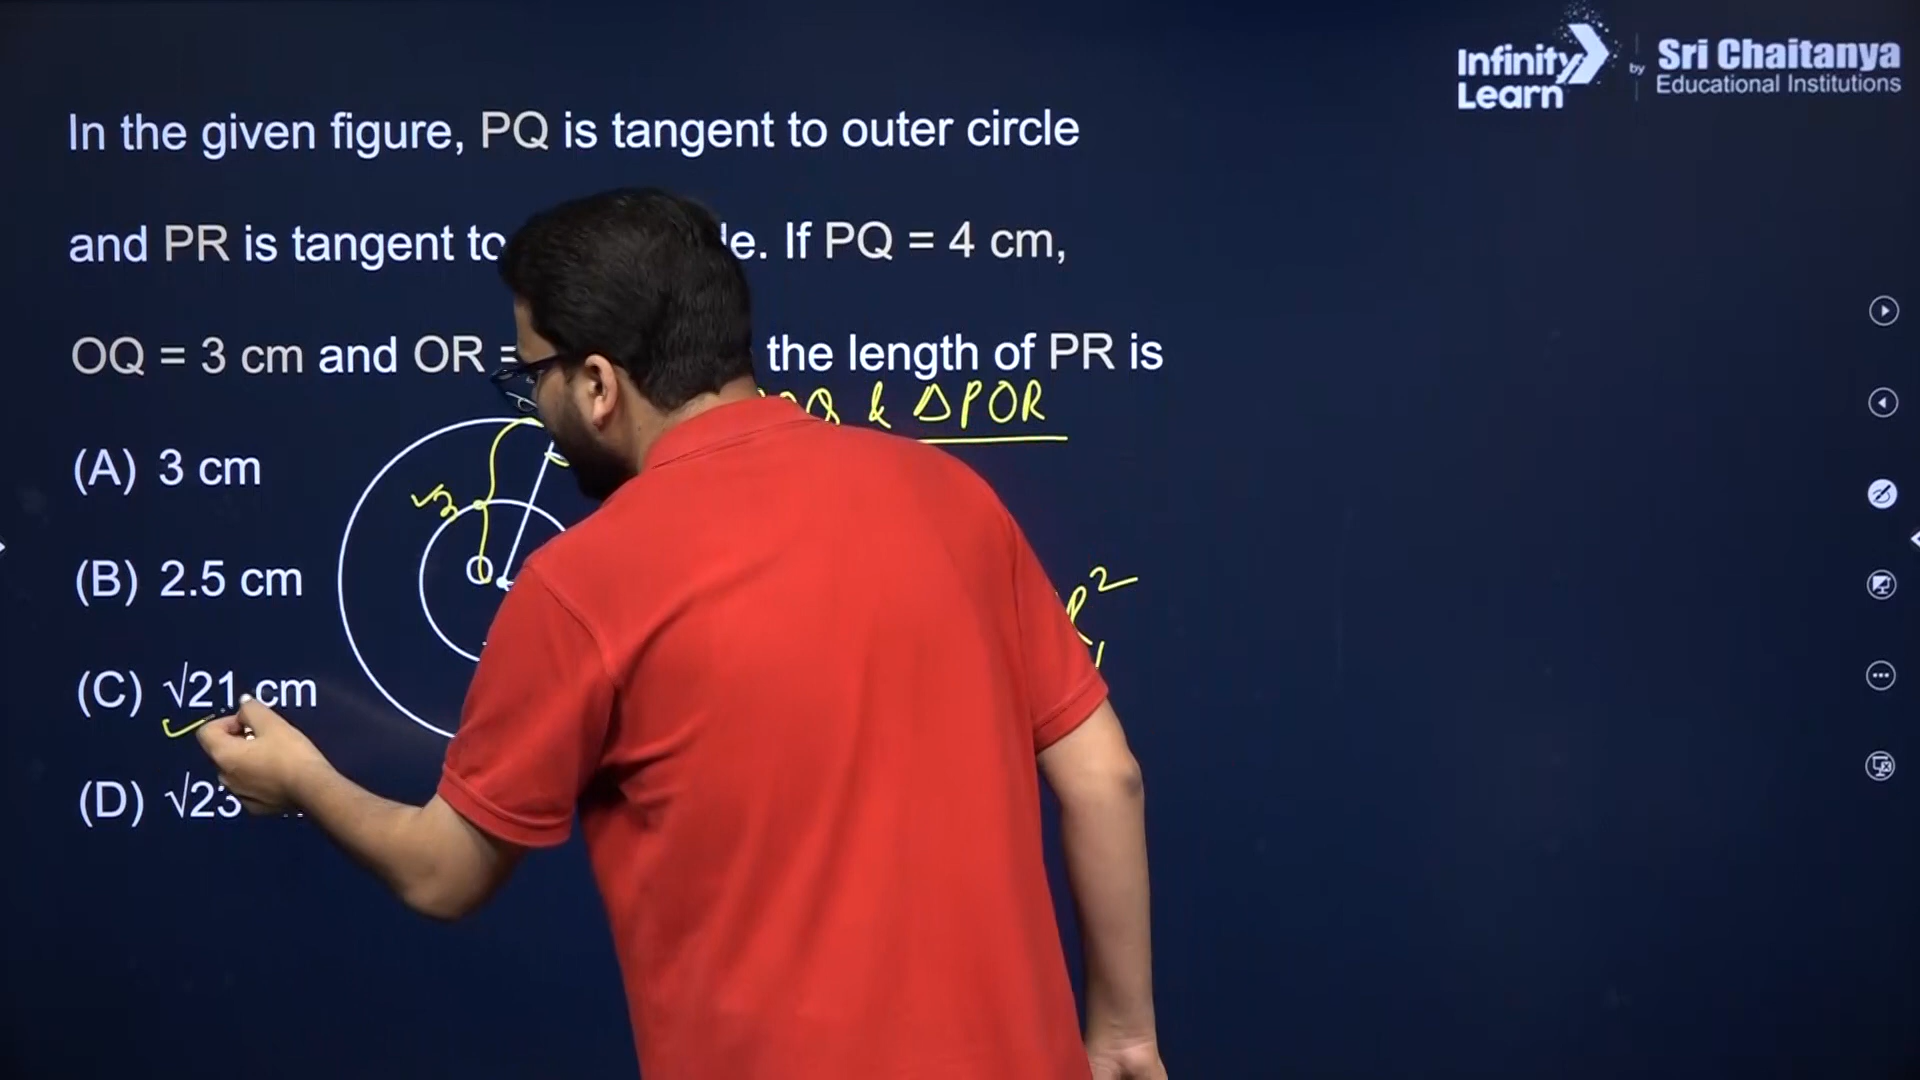 Infinity Learn
by
Sri Chaitanya
Educational Institutions
In the given figure, PQ is tangent to outer circle
and PR is tangent to
If PQ = 4 cm,
OQ = 3 cm and OR =
the length of PR is
Q & △POR
(A) 3 cm
√3
(B) 2.5 cm
O
2
(C) √21 cm
(D) √23